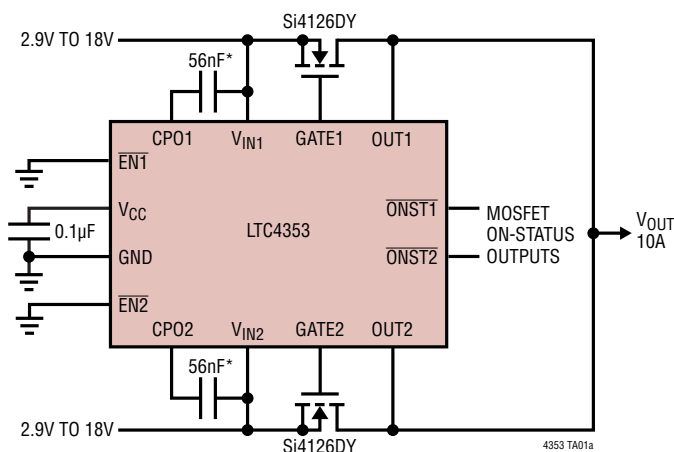 Si4126DY
2.9V TO 18V
56nF*
CPO1 VIN1 GATE1 OUT1
EN1
VCC
0.1µF
LTC4353
ONST1
MOSFET
ON-STATUS
OUTPUTS
VOUT
10A
GND
ONST2
EN2
CPO2 VIN2 GATE2 OUT2
56nF*
2.9V TO 18V
Si4126DY
4353 TA01a